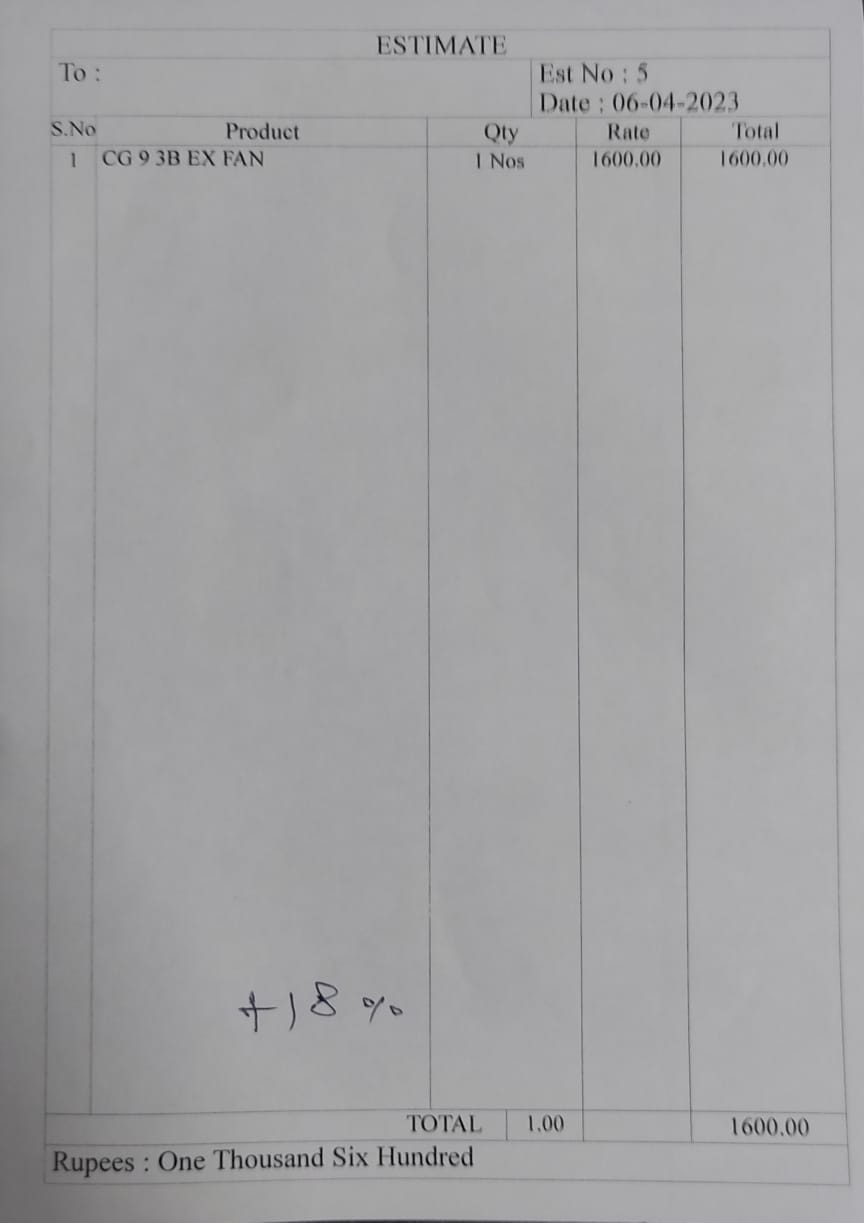 ESTIMATE
To :
Est No : 5
Date : 06-04-2023
S.No Product Qty Rate Total
1 CG 9 3B EX FAN 1 Nos 1600.00 1600.00
+18 %
TOTAL 1.00 1600.00
Rupees : One Thousand Six Hundred